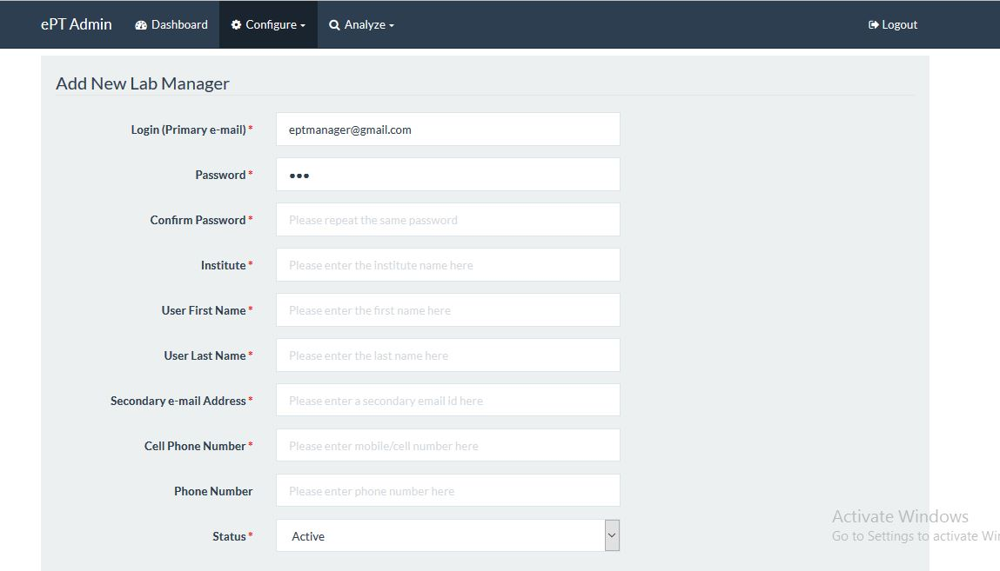 ePT Admin Dashboard Configure Analyze Logout
Add New Lab Manager
Login (Primary e-mail) * eptmanager@gmail.com
Password * •••
Confirm Password * Please repeat the same password
Institute * Please enter the institute name here
User First Name * Please enter the first name here
User Last Name * Please enter the last name here
Secondary e-mail Address * Please enter a secondary email id here
Cell Phone Number * Please enter mobile/cell number here
Phone Number Please enter phone number here
Status * Active
Activate Windows
Go to Settings to activate Wi